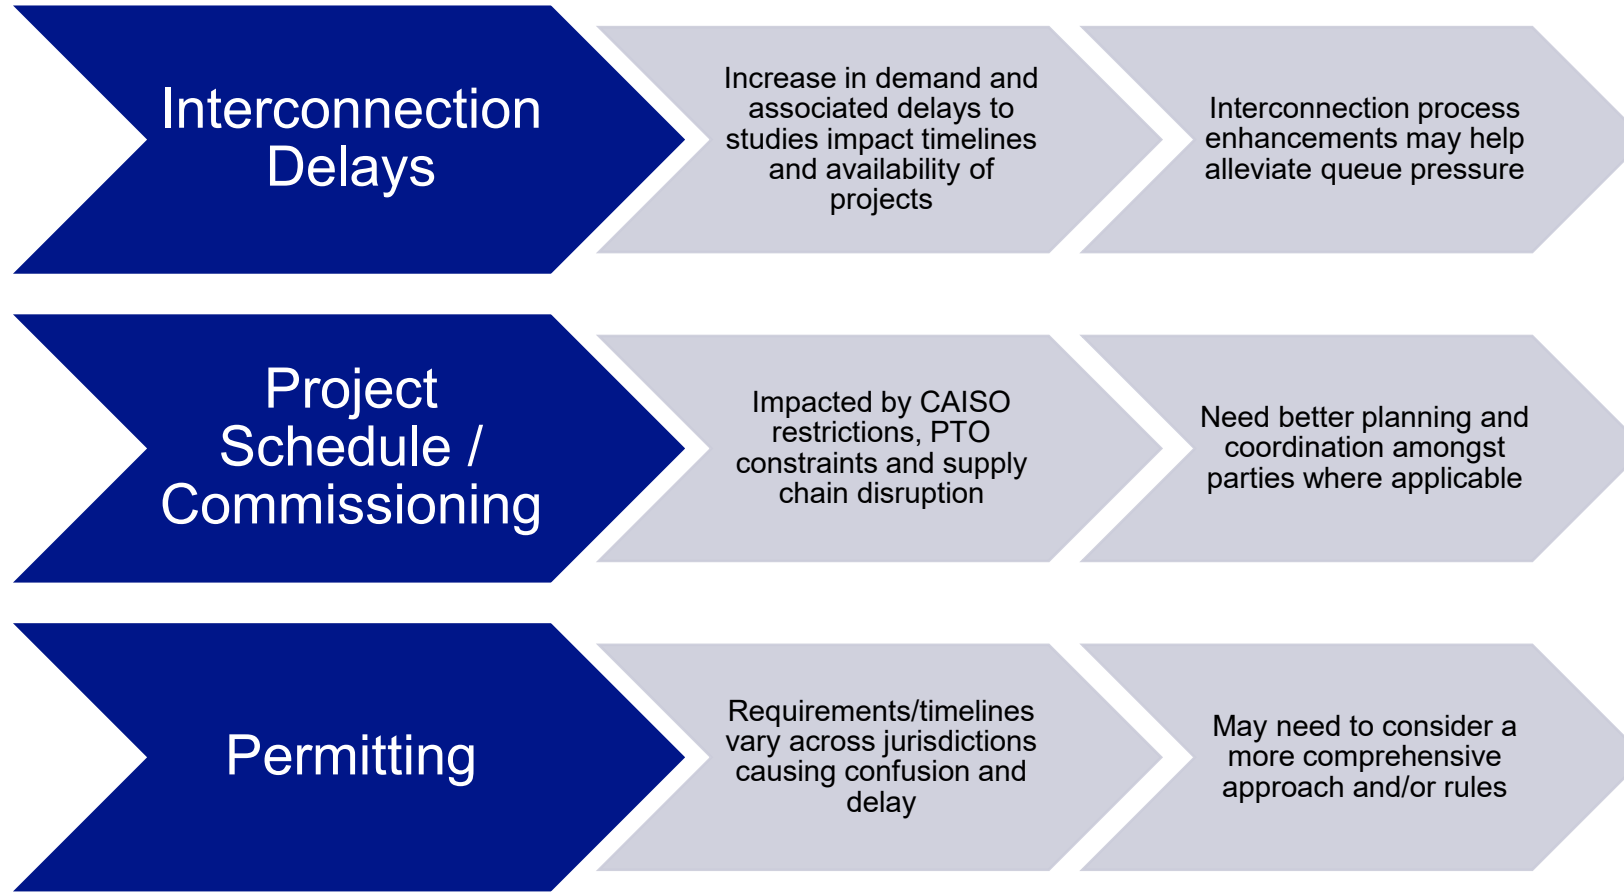 Interconnection
Delays
Increase in demand and
associated delays to
studies impact timelines
and availability of
projects
Interconnection process
enhancements may help
alleviate queue pressure
Project
Schedule /
Commissioning
Impacted by CAISO
restrictions, PTO
constraints and supply
chain disruption
Need better planning and
coordination amongst
parties where applicable
Permitting
Requirements/timelines
vary across jurisdictions
causing confusion and
delay
May need to consider a
more comprehensive
approach and/or rules